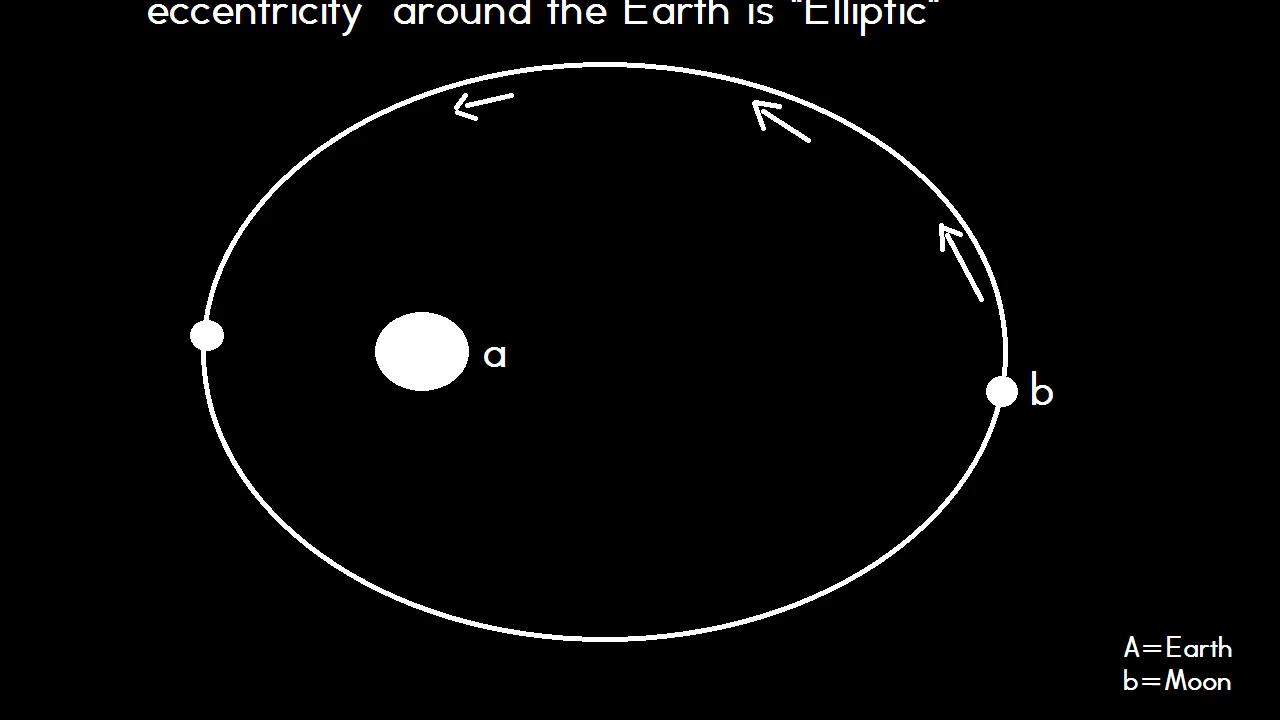 eccentricity" around the Earth is "Elliptic"
a
b
A=Earth
b=Moon